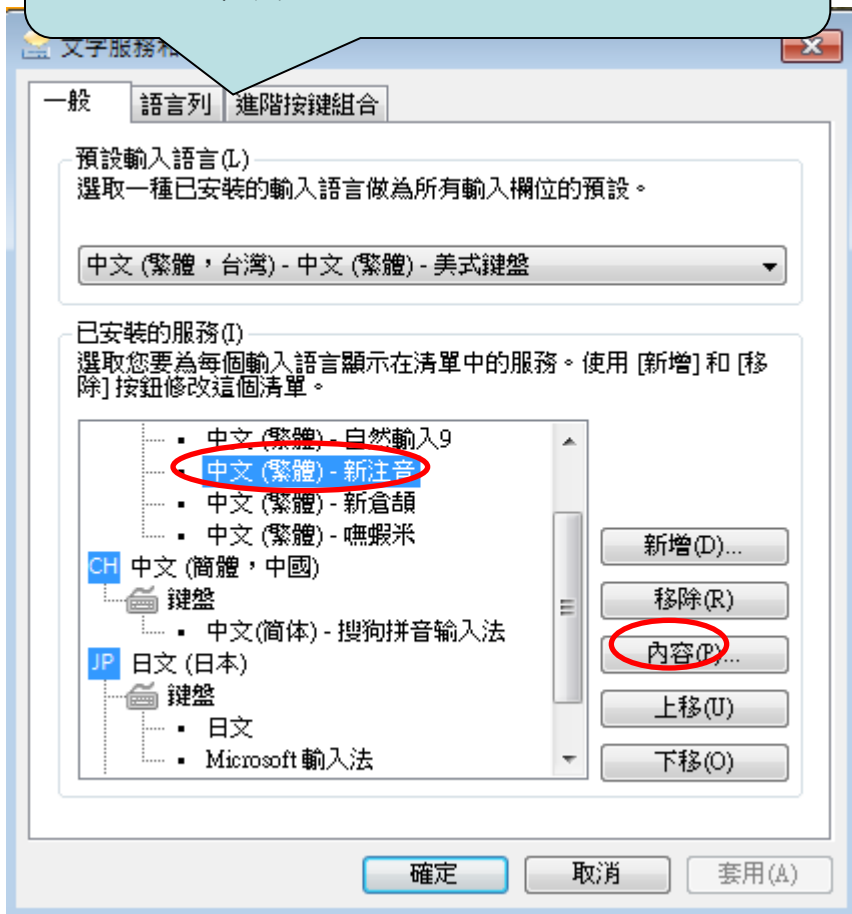 文字服務和
一般
語言列
進階按鍵組合
預設輸入語言(L)
選取一種已安裝的輸入語言做為所有輸入欄位的預設。
中文 (繁體，台灣) - 中文 (繁體) - 美式鍵盤
已安裝的服務(I)
選取您要為每個輸入語言顯示在清單中的服務。使用 [新增] 和 [移
除] 按鈕修改這個清單。
中文 (繁體) - 自然輸入9
中文 (繁體) - 新注音
中文 (繁體) - 新倉頡
中文 (繁體) - 嘸蝦米
CH 中文 (簡體，中國)
鍵盤
中文(简体) - 搜狗拼音输入法
JP 日文 (日本)
鍵盤
日文
Microsoft 輸入法
新增(D)...
移除(R)
內容(P)...
上移(U)
下移(O)
確定
取消
套用(A)